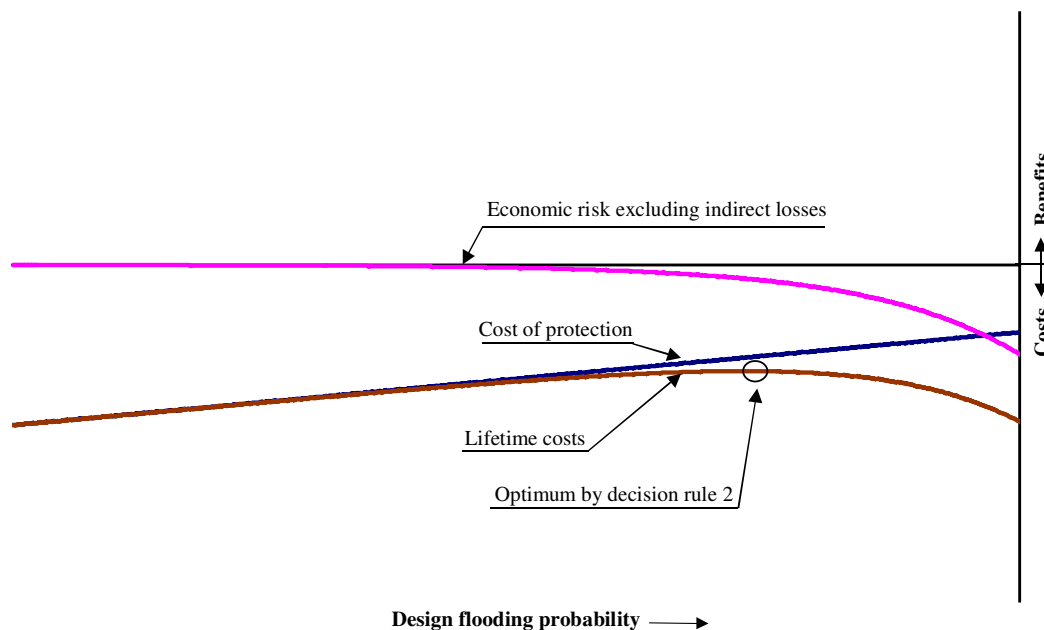 Economic risk excluding indirect losses
Cost of protection
Lifetime costs
Optimum by decision rule 2
Design flooding probability
Benefits
Costs